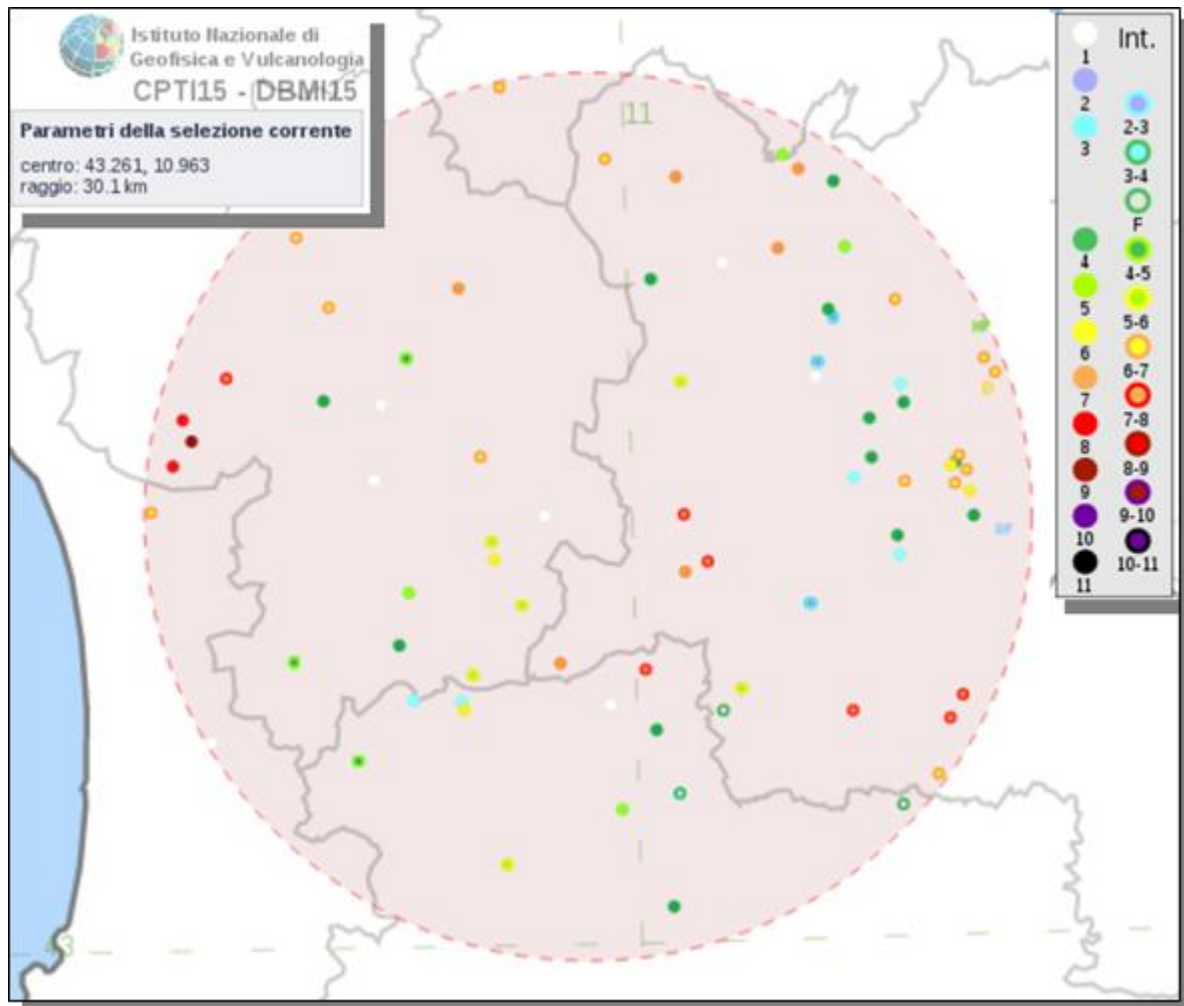 Istituto Nazionale di
Geofisica e Vulcanologia
CPTI15 - DBMI15
Parametri della selezione corrente
centro: 43.261, 10.963
raggio: 30.1 km
11
43
Int.
1
2
2-3
3
3-4
F
4
4-5
5
5-6
6
6-7
7
7-8
8
8-9
9
9-10
10
10-11
11